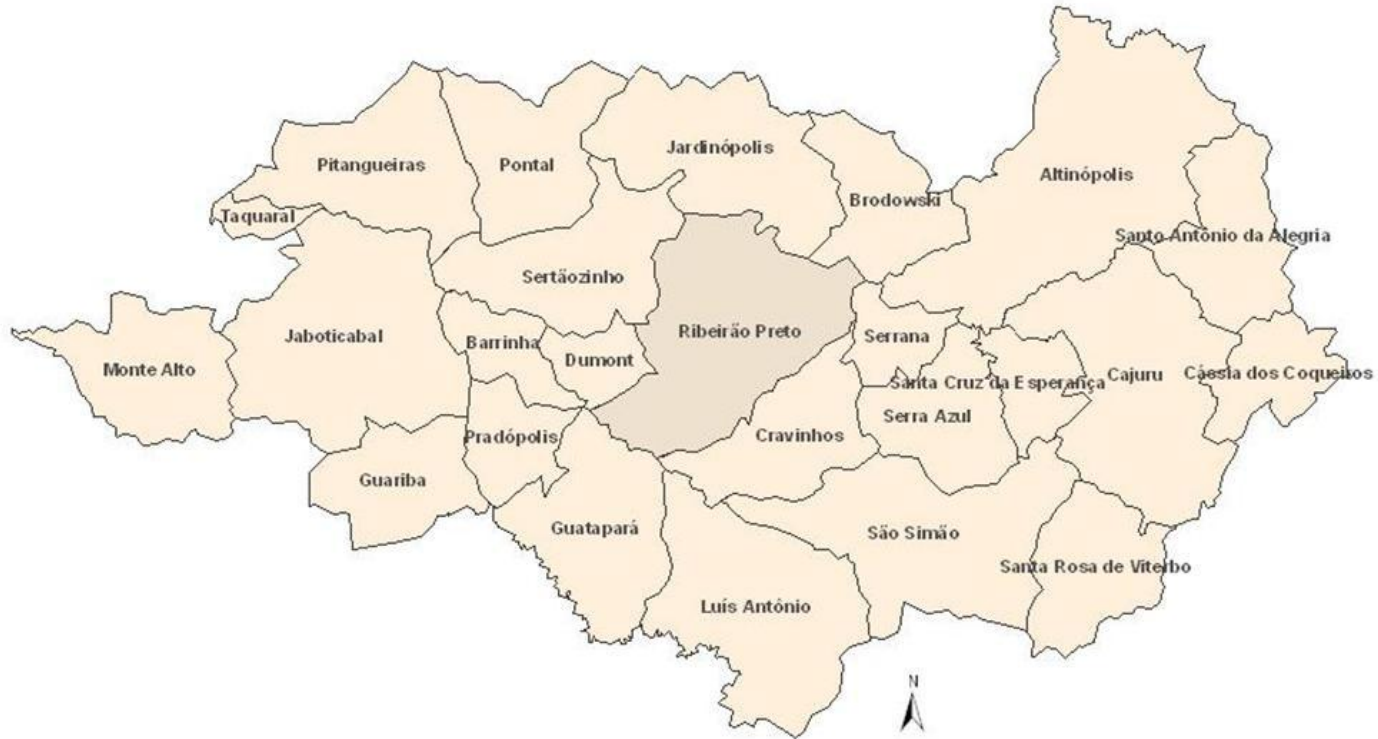 Jardinópolis
Pitangueiras
Pontal
Altinópolis
Brodowski
Taquaral
Santo Antônio da Alegria
Sertãozinho
Ribeirão Preto
Jaboticabal
Barrinha
Serrana
Dumont
Monte Alto
Cajuru
Cássia dos Coqueiros
Santa Cruz da Esperança
Serra Azul
Pradópolis
Cravinhos
Guariba
Guatapará
São Simão
Santa Rosa de Viterbo
Luís Antônio
N